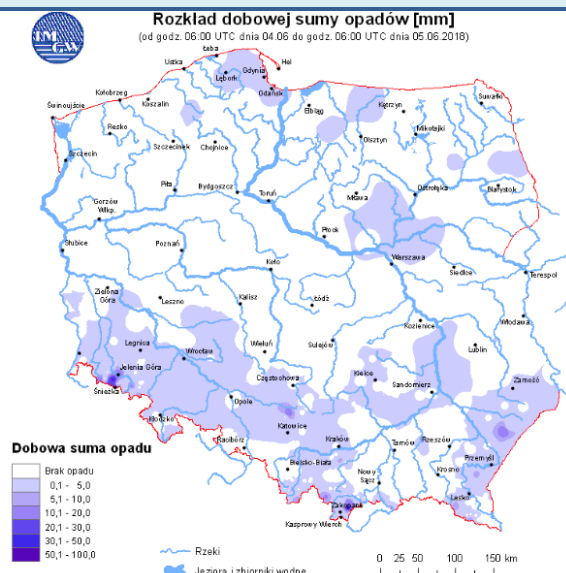 IM
GW
Rozkład dobowej sumy opadów [mm]
(od godz. 06:00 UTC dnia 04.06 do godz. 06:00 UTC dnia 05.06.2018)
Łeba
Ustka
Hel
Lębork
Gdynia
Gdańsk
Kołobrzeg
Koszalin
Świnoujście
Elbląg
Kętrzyn
Suwałki
Resko
Szczecinek
Chojnice
Olsztyn
Mikołajki
Szczecin
Piła
Bydgoszcz
Toruń
Mława
Ostrołęka
Białystok
Gorzów
Wlkp.
Płock
Słubice
Poznań
Koło
Warszawa
Siedlce
Terespol
Zielona
Góra
Leszno
Kalisz
Łódź
Kozienice
Włodawa
Legnica
Wrocław
Wieluń
Sulejów
Lublin
Jelenia Góra
Śnieżka
Częstochowa
Kielce
Sandomierz
Zamość
Kłodzko
Opole
Katowice
Racibórz
Kraków
Tarnów
Rzeszów
Przemyśl
Bielsko-Biała
Nowy
Sącz
Krosno
Lesko
Zakopane
Kasprowy Wierch
Dobowa suma opadu
Brak opadu
0,1 - 5,0
5,1 - 10,0
10,1 - 20,0
20,1 - 30,0
30,1 - 50,0
50,1 - 100,0
Rzeki
Jeziora i zbiorniki wodne
0 25 50 100 150 km